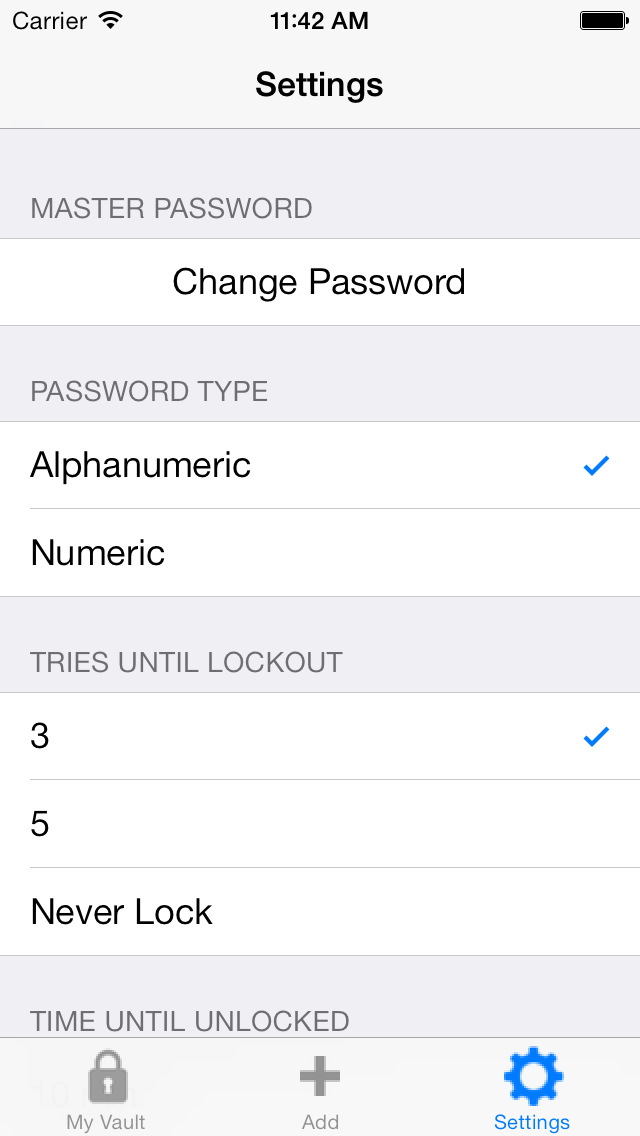 Carrier 11:42 AM
Settings
MASTER PASSWORD
Change Password
PASSWORD TYPE
Alphanumeric
Numeric
TRIES UNTIL LOCKOUT
3
5
Never Lock
TIME UNTIL UNLOCKED
My Vault Add Settings